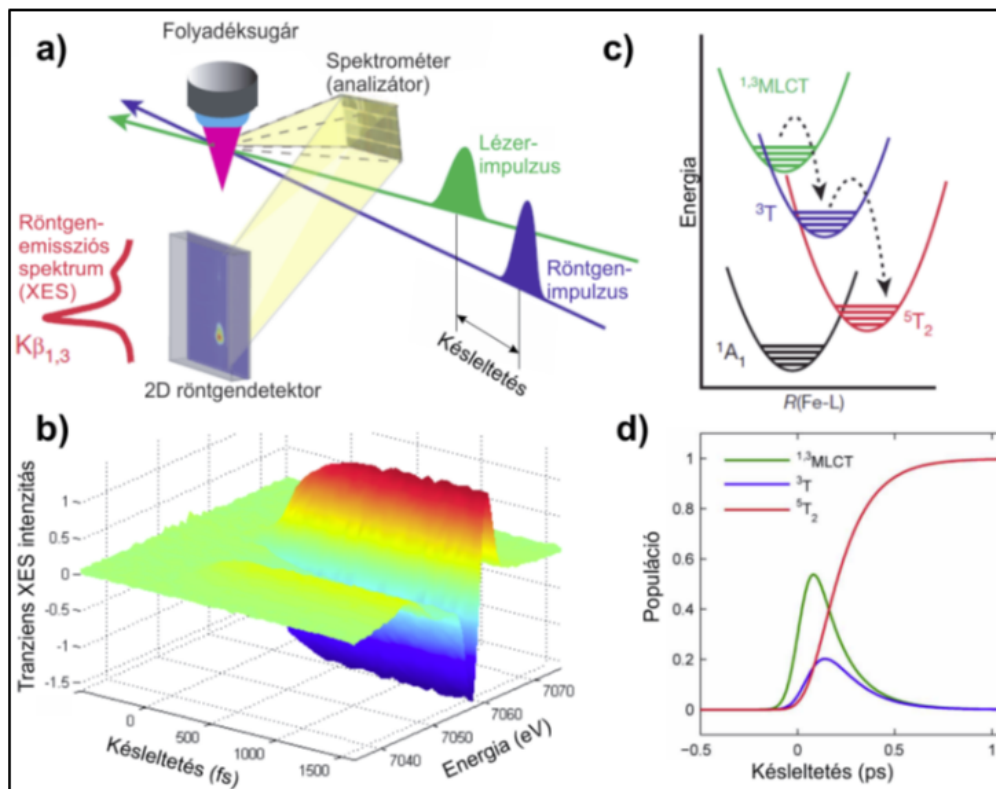 a)
Folyadéksugár
Spektrométer
(analizátor)
Lézer-
impulzus
Röntgen-
impulzus
Késleltetés
Röntgen-
emissziós
spektrum
(XES)
Kβ1,3
2D röntgendetektor
b)
Tranziens XES intenzitás
1
0.5
0
-0.5
-1
-1.5
0
500
1000
1500
Késleltetés (fs)
7040
7050
7060
7070
Energia (eV)
c)
Energia
1,3MLCT
3T
5T2
1A1
R(Fe-L)
d)
1,3MLCT
3T
5T2
Populáció
1
0.8
0.6
0.4
0.2
0
−0.5
0
0.5
1
Késleltetés (ps)